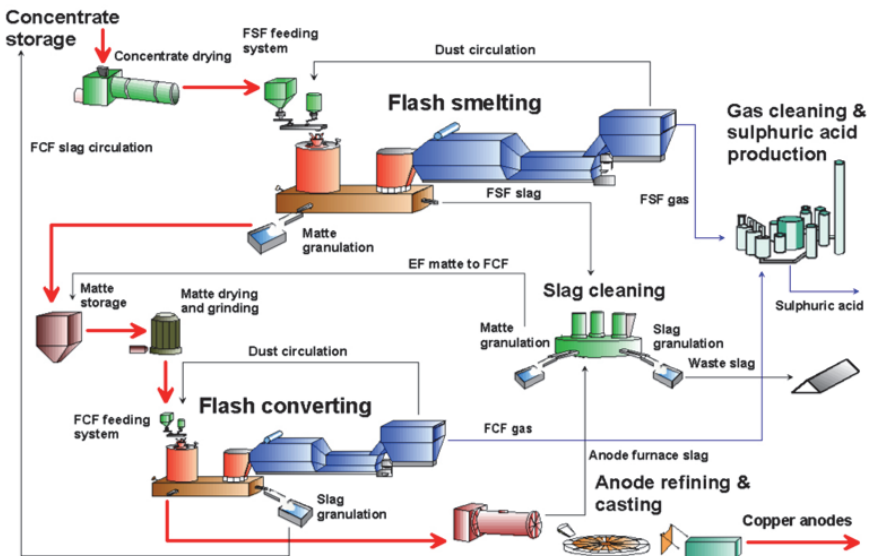 Concentrate
storage
FSF feeding
system
Concentrate drying
Dust circulation
Flash smelting
Gas cleaning &
sulphuric acid
production
FCF slag circulation
FSF slag
FSF gas
Matte
granulation
EF matte to FCF
Matte
storage
Matte drying
and grinding
Slag cleaning
Sulphuric acid
Matte
granulation
Slag
granulation
Dust circulation
Waste slag
Flash converting
FCF feeding
system
FCF gas
Anode furnace slag
Slag
granulation
Anode refining &
casting
Copper anodes